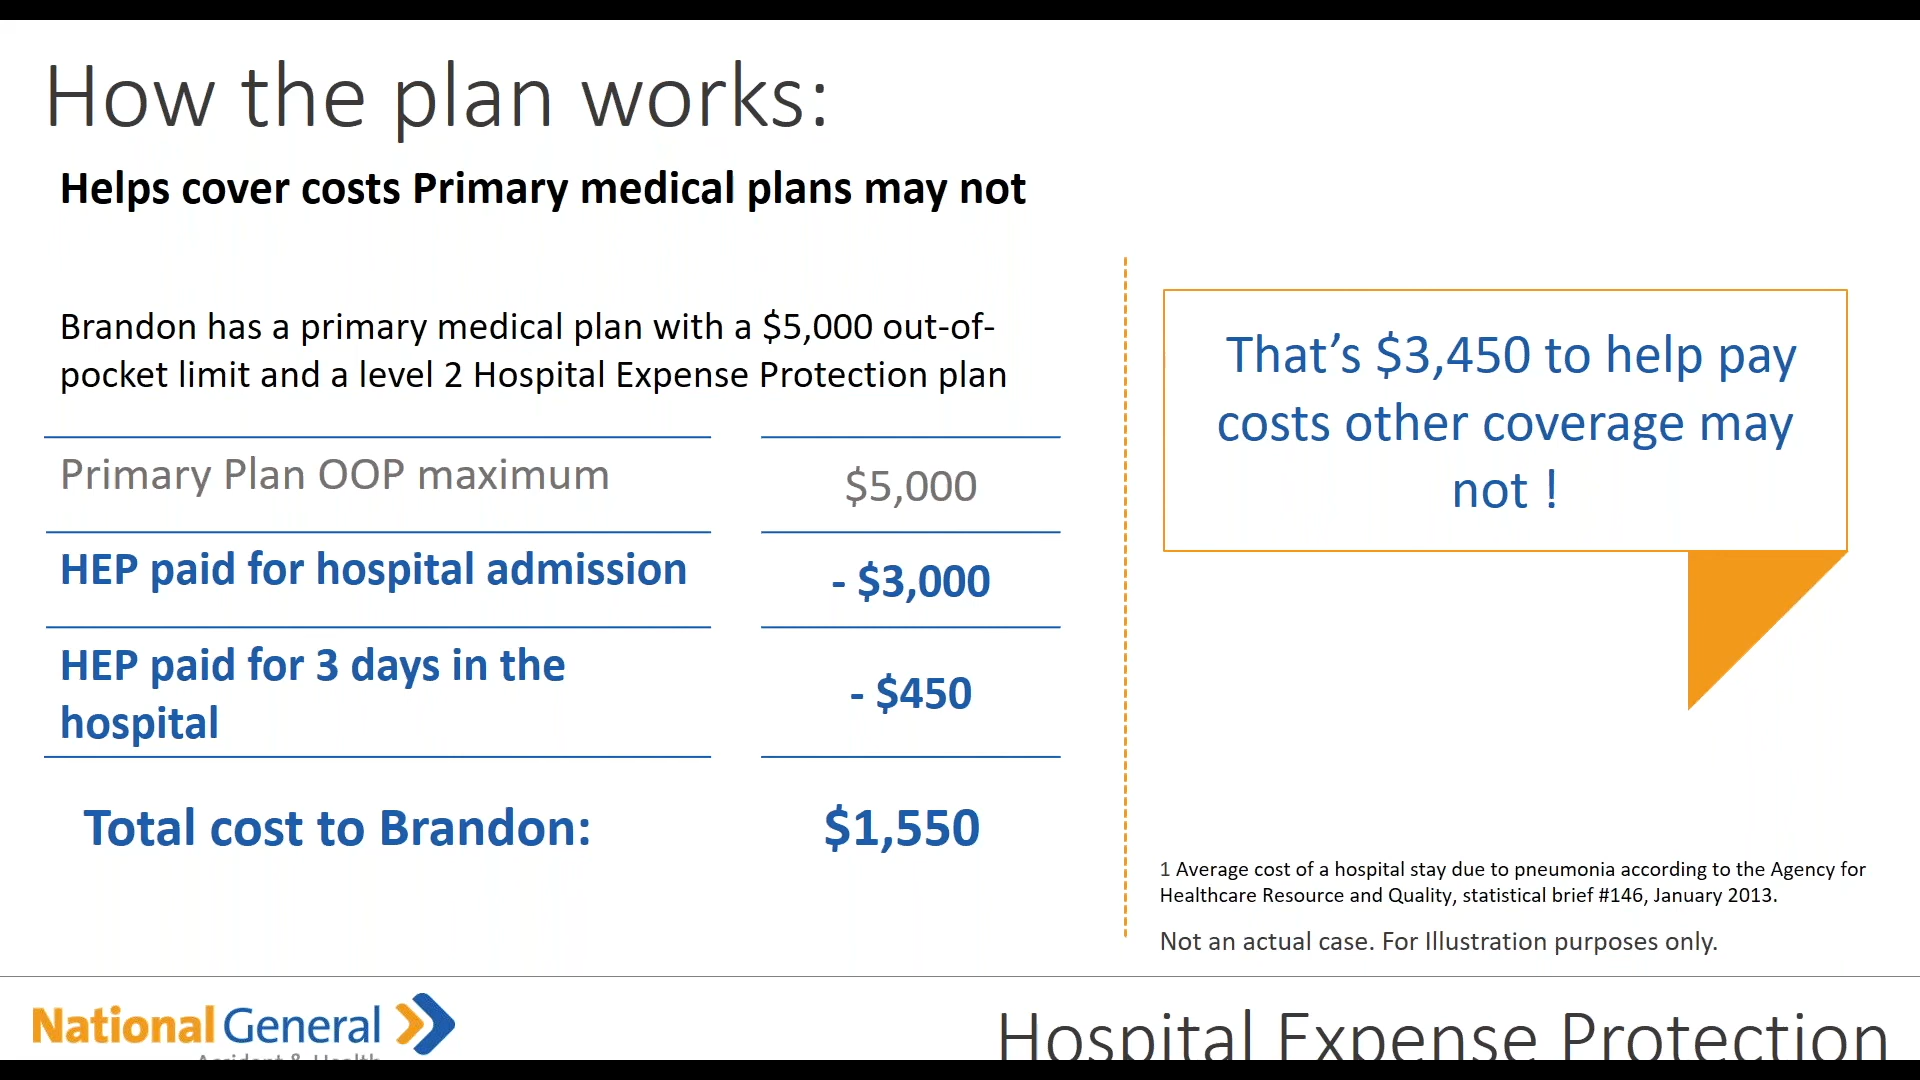 How the plan works:
Helps cover costs Primary medical plans may not
Brandon has a primary medical plan with a $5,000 out-of-
pocket limit and a level 2 Hospital Expense Protection plan
Primary Plan OOP maximum $5,000
HEP paid for hospital admission - $3,000
HEP paid for 3 days in the
hospital - $450
Total cost to Brandon: $1,550
That’s $3,450 to help pay
costs other coverage may
not !
1 Average cost of a hospital stay due to pneumonia according to the Agency for
Healthcare Resource and Quality, statistical brief #146, January 2013.
Not an actual case. For Illustration purposes only.
National General
Accident & Health
Hospital Expense Protection